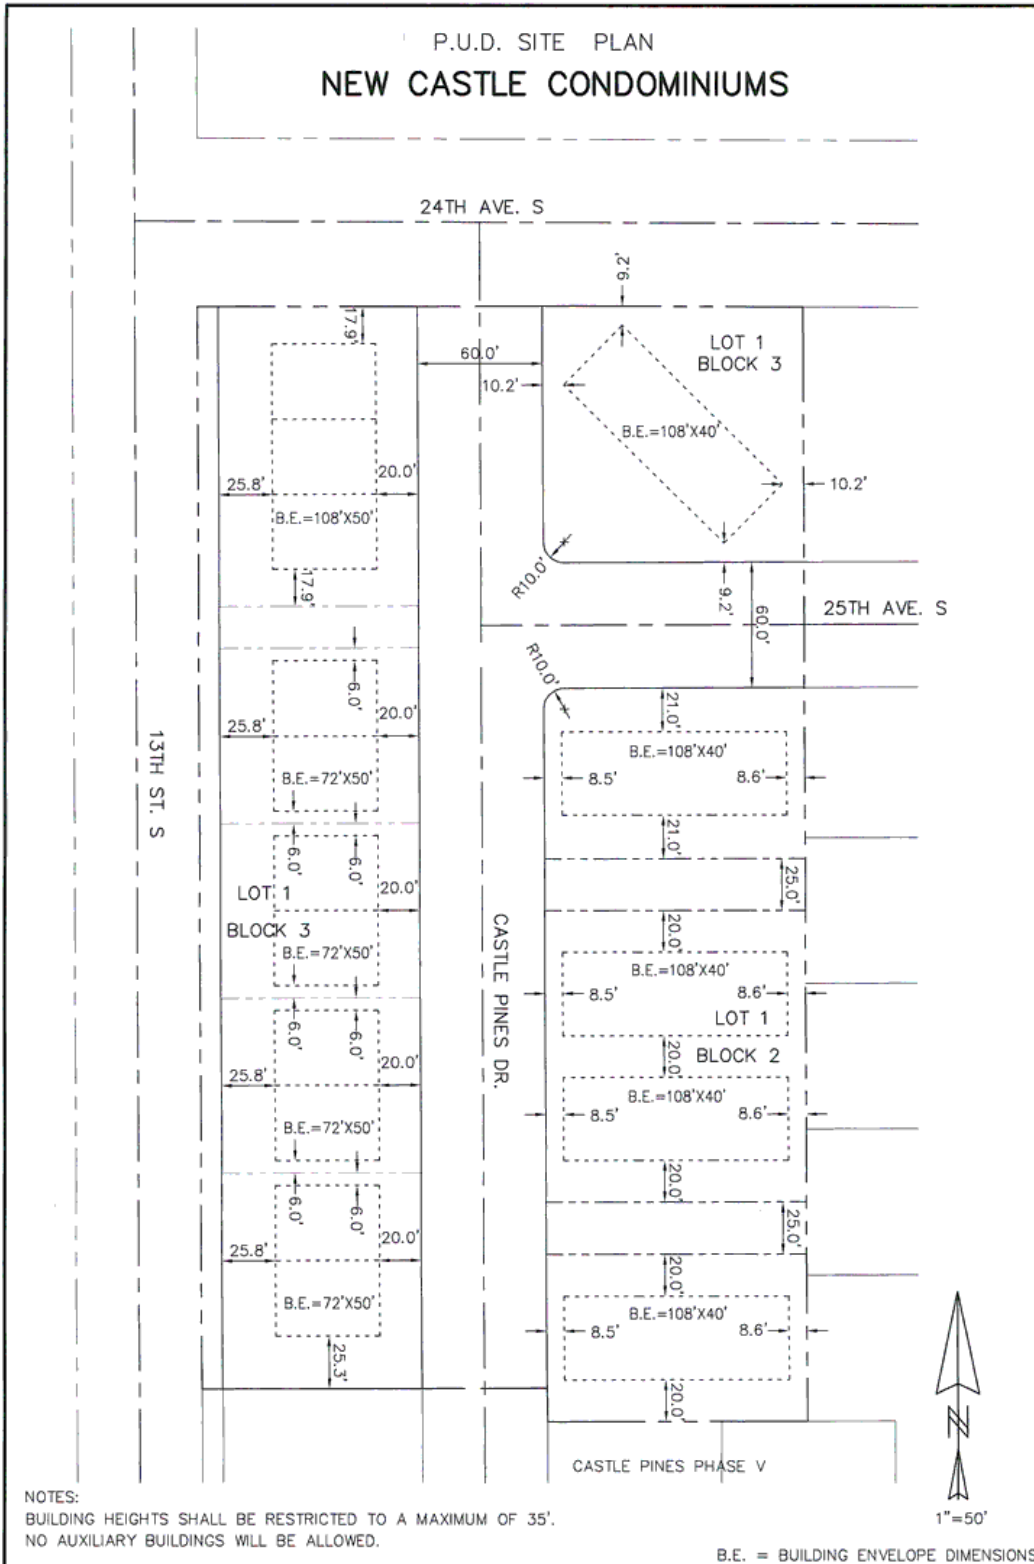 P.U.D. SITE PLAN
NEW CASTLE CONDOMINIUMS
24TH AVE. S
9.2'
17.9'
LOT 1
BLOCK 3
60.0'
10.2'
B.E.=108'X40'
25.8'
20.0'
10.2'
B.E.=108'X50'
R10.0'
17.9'
9.2'
60.0'
25TH AVE. S
R10.0'
6.0'
21.0'
25.8'
20.0'
13TH ST. S
B.E.=108'X40'
B.E.=72'X50'
8.5'
8.6'
21.0'
6.0'
6.0'
25.0'
LOT 1
20.0'
BLOCK 3
20.0'
CASTLE PINES DR.
B.E.=72'X50'
B.E.=108'X40'
8.5'
8.6'
LOT 1
6.0'
6.0'
20.0'
BLOCK 2
25.8'
20.0'
B.E.=108'X40'
B.E.=72'X50'
8.5'
8.6'
20.0'
6.0'
6.0'
25.0'
25.8'
20.0'
20.0'
B.E.=72'X50'
B.E.=108'X40'
8.5'
8.6'
25.3'
20.0'
CASTLE PINES PHASE V
N
1"=50'
NOTES:
BUILDING HEIGHTS SHALL BE RESTRICTED TO A MAXIMUM OF 35'.
NO AUXILIARY BUILDINGS WILL BE ALLOWED.
B.E. = BUILDING ENVELOPE DIMENSIONS